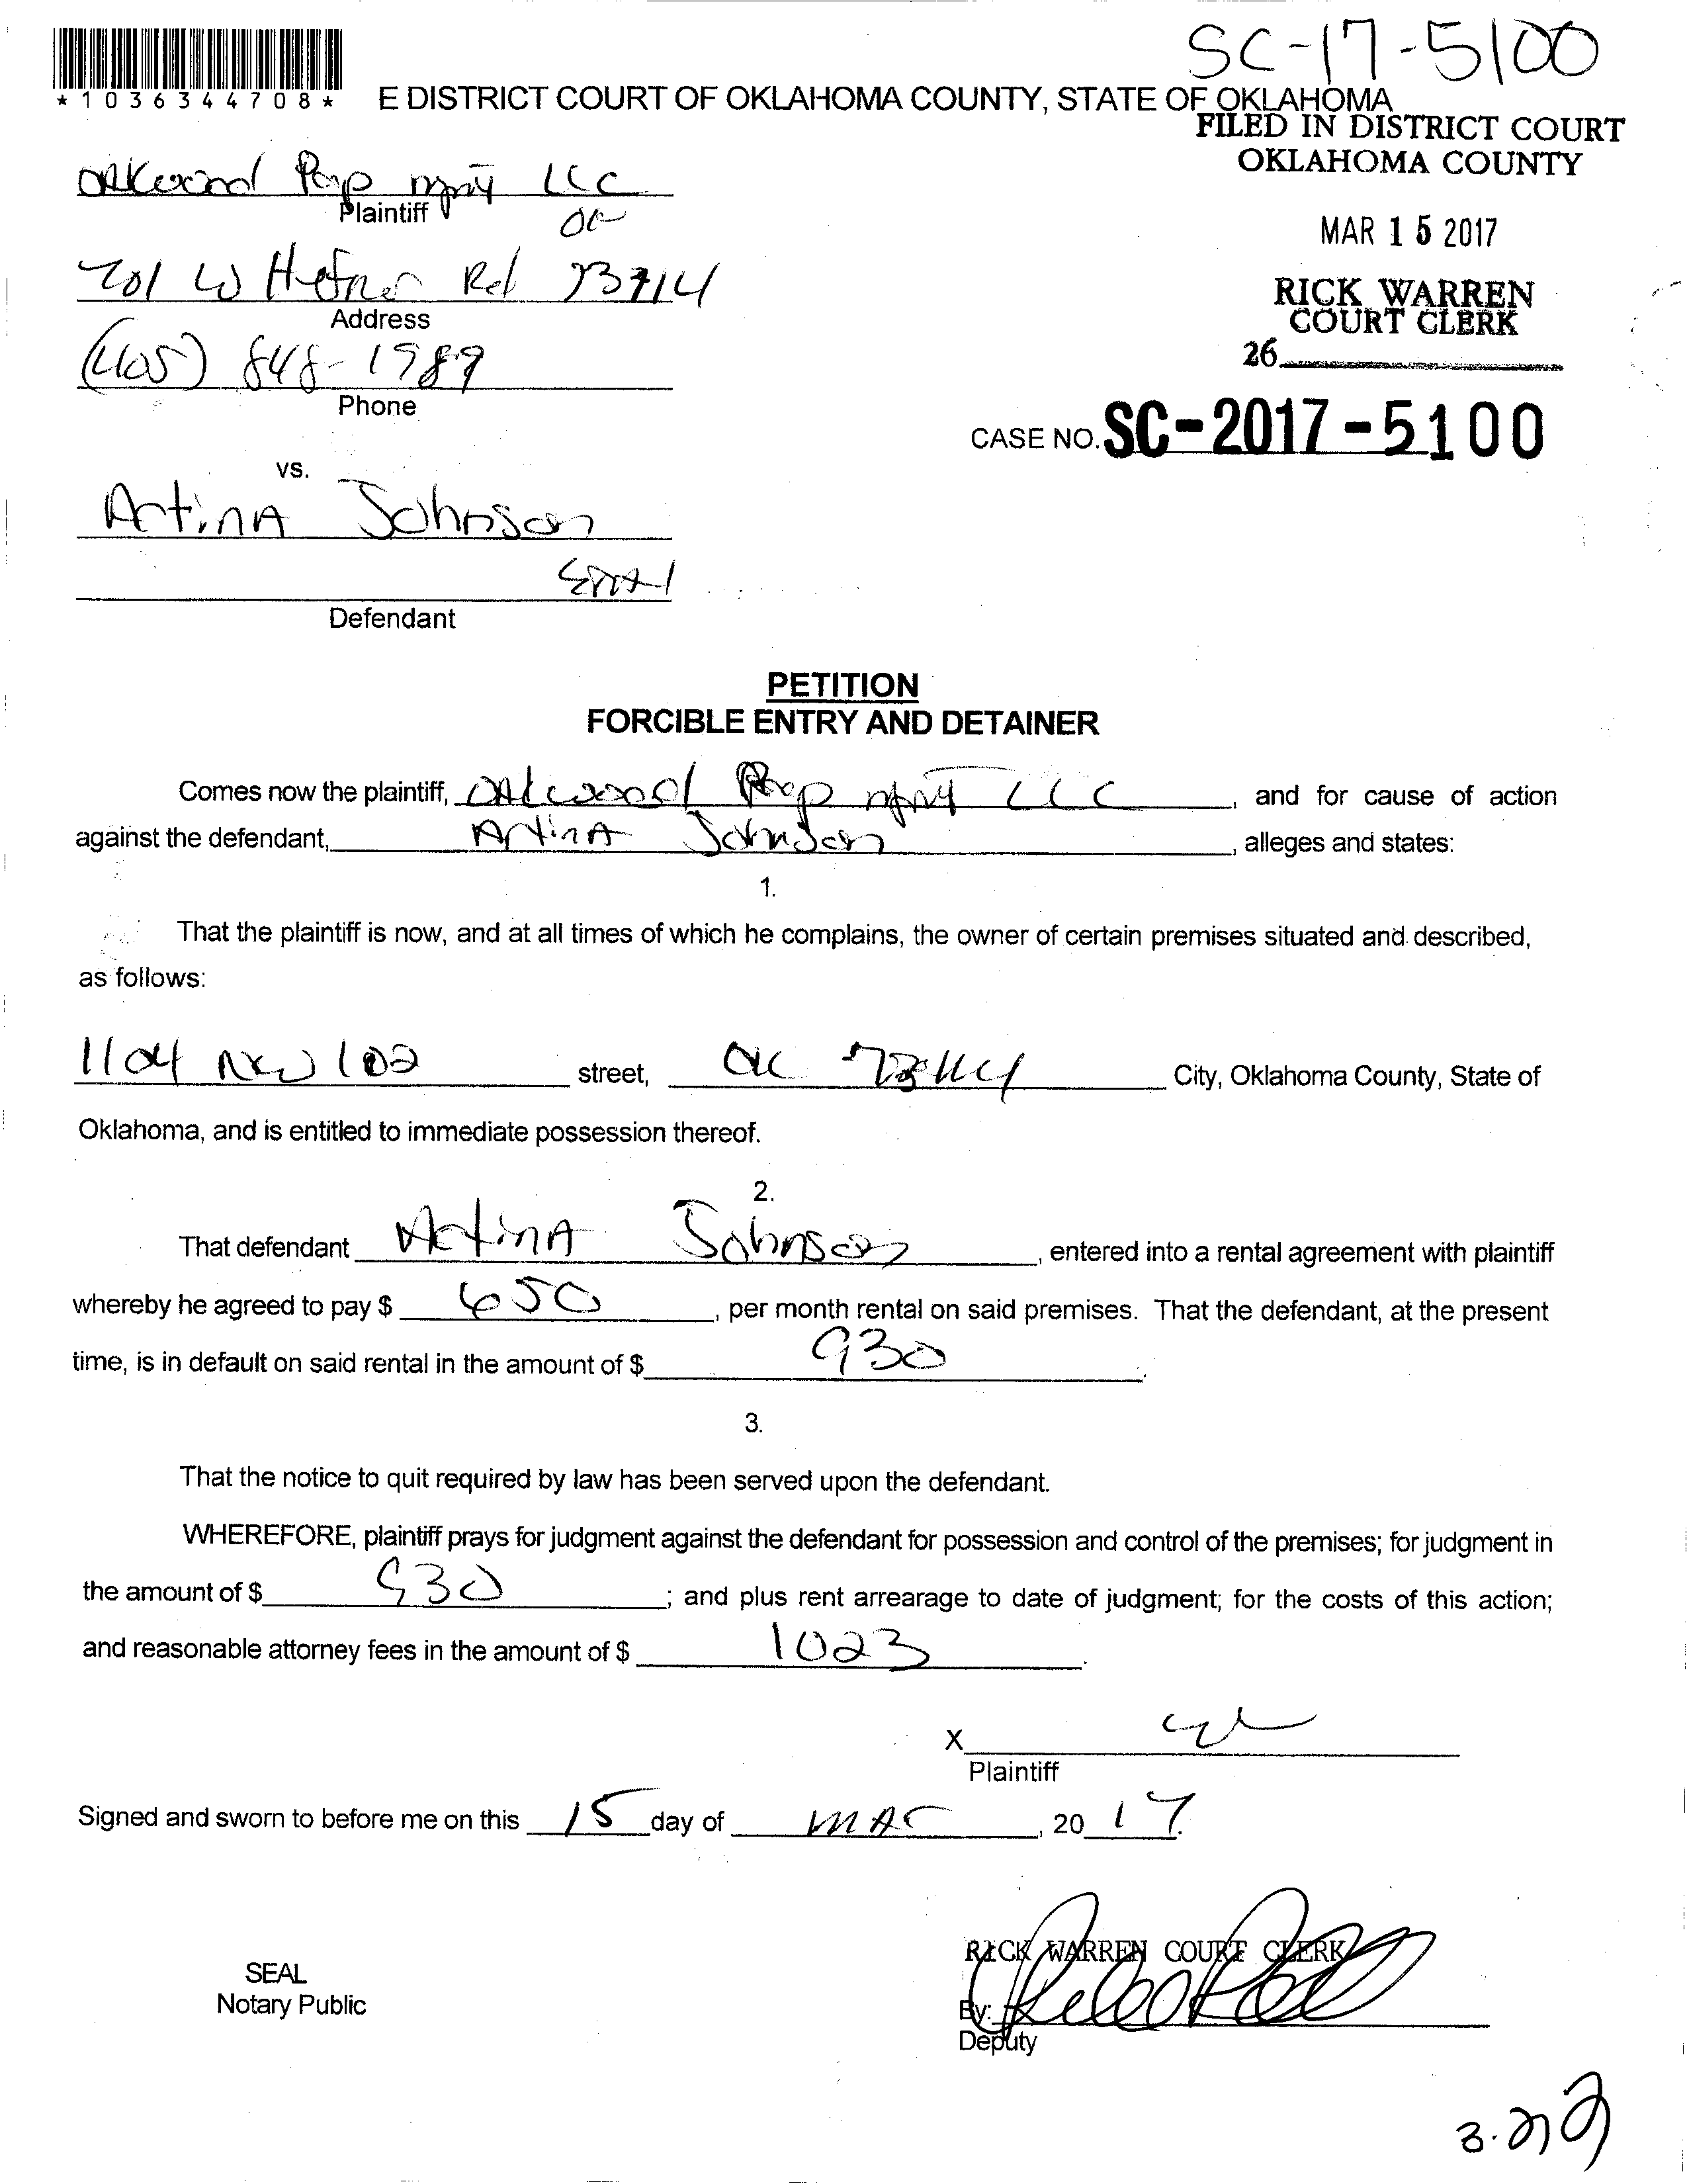 SC-17-5100
*1036344708*
E DISTRICT COURT OF OKLAHOMA COUNTY, STATE OF OKLAHOMA
FILED IN DISTRICT COURT
OKLAHOMA COUNTY
OAKwood Prop mgmt LLC
Plaintiff
OK
MAR 15 2017
701 W Hefner Rd 73114
Address
RICK WARREN
COURT CLERK
(405) 848-1989
Phone
26
CASE NO. SC-2017-5100
vs.
ArtinA Johnson
Defendant
PETITION
FORCIBLE ENTRY AND DETAINER
Comes now the plaintiff, OAkwood Prop mgmt LLC, and for cause of action
against the defendant, ArtinA Johnson, alleges and states:
1.
That the plaintiff is now, and at all times of which he complains, the owner of certain premises situated and described,
as follows:
1104 NW 102 street, OK 73114 City, Oklahoma County, State of
Oklahoma, and is entitled to immediate possession thereof.
2.
That defendant ArtinA Johnson, entered into a rental agreement with plaintiff
whereby he agreed to pay $ 650, per month rental on said premises. That the defendant, at the present
time, is in default on said rental in the amount of $ 930.
3.
That the notice to quit required by law has been served upon the defendant.
WHEREFORE, plaintiff prays for judgment against the defendant for possession and control of the premises; for judgment in
the amount of $ 930; and plus rent arrearage to date of judgment; for the costs of this action;
and reasonable attorney fees in the amount of $ 1023.
X
Plaintiff
Signed and sworn to before me on this 15 day of MAr, 20 17.
RICK WARREN COURT CLERK
SEAL
Notary Public
By:
Deputy